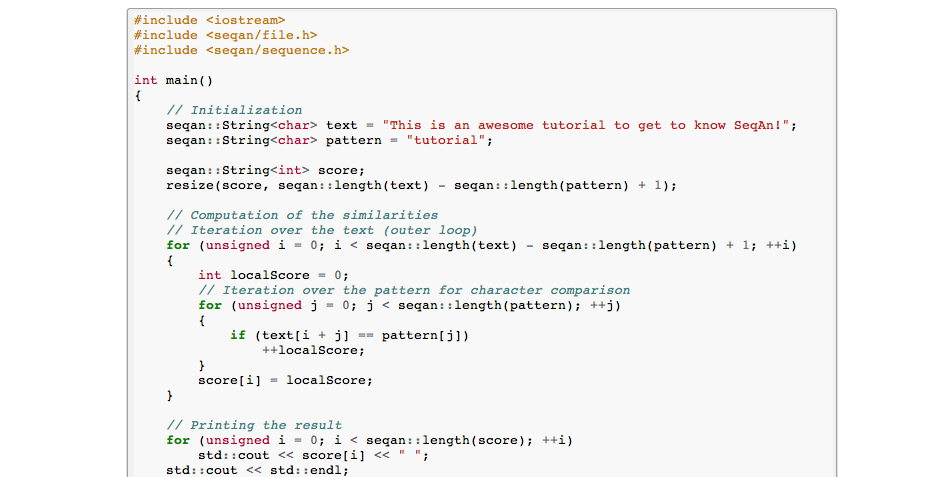 #include <iostream>
#include <seqan/file.h>
#include <seqan/sequence.h>

int main()
{
    // Initialization
    seqan::String<char> text = "This is an awesome tutorial to get to know SeqAn!";
    seqan::String<char> pattern = "tutorial";

    seqan::String<int> score;
    resize(score, seqan::length(text) - seqan::length(pattern) + 1);

    // Computation of the similarities
    // Iteration over the text (outer loop)
    for (unsigned i = 0; i < seqan::length(text) - seqan::length(pattern) + 1; ++i)
    {
        int localScore = 0;
        // Iteration over the pattern for character comparison
        for (unsigned j = 0; j < seqan::length(pattern); ++j)
        {
            if (text[i + j] == pattern[j])
                ++localScore;
        }
        score[i] = localScore;
    }

    // Printing the result
    for (unsigned i = 0; i < seqan::length(score); ++i)
        std::cout << score[i] << " ";
    std::cout << std::endl;